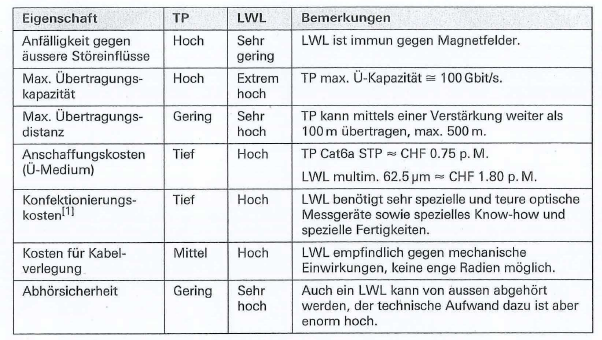 Eigenschaft TP LWL Bemerkungen
Anfälligkeit gegen äussere Störeinflüsse Hoch Sehr gering LWL ist immun gegen Magnetfelder.
Max. Übertragungs-kapazität Hoch Extrem hoch TP max. Ü-Kapazität ≅ 100 Gbit/s.
Max. Übertragungs-distanz Gering Sehr hoch TP kann mittels einer Verstärkung weiter als 100 m übertragen, max. 500 m.
Anschaffungskosten (Ü-Medium) Tief Hoch TP Cat6a STP ≈ CHF 0.75 p. M.
LWL multim. 62.5 µm ≈ CHF 1.80 p. M.
Konfektionierungs-kosten[1] Tief Hoch LWL benötigt sehr spezielle und teure optische Messgeräte sowie spezielles Know-how und spezielle Fertigkeiten.
Kosten für Kabel-verlegung Mittel Hoch LWL empfindlich gegen mechanische Einwirkungen, keine enge Radien möglich.
Abhörsicherheit Gering Sehr hoch Auch ein LWL kann von aussen abgehört werden, der technische Aufwand dazu ist aber enorm hoch.